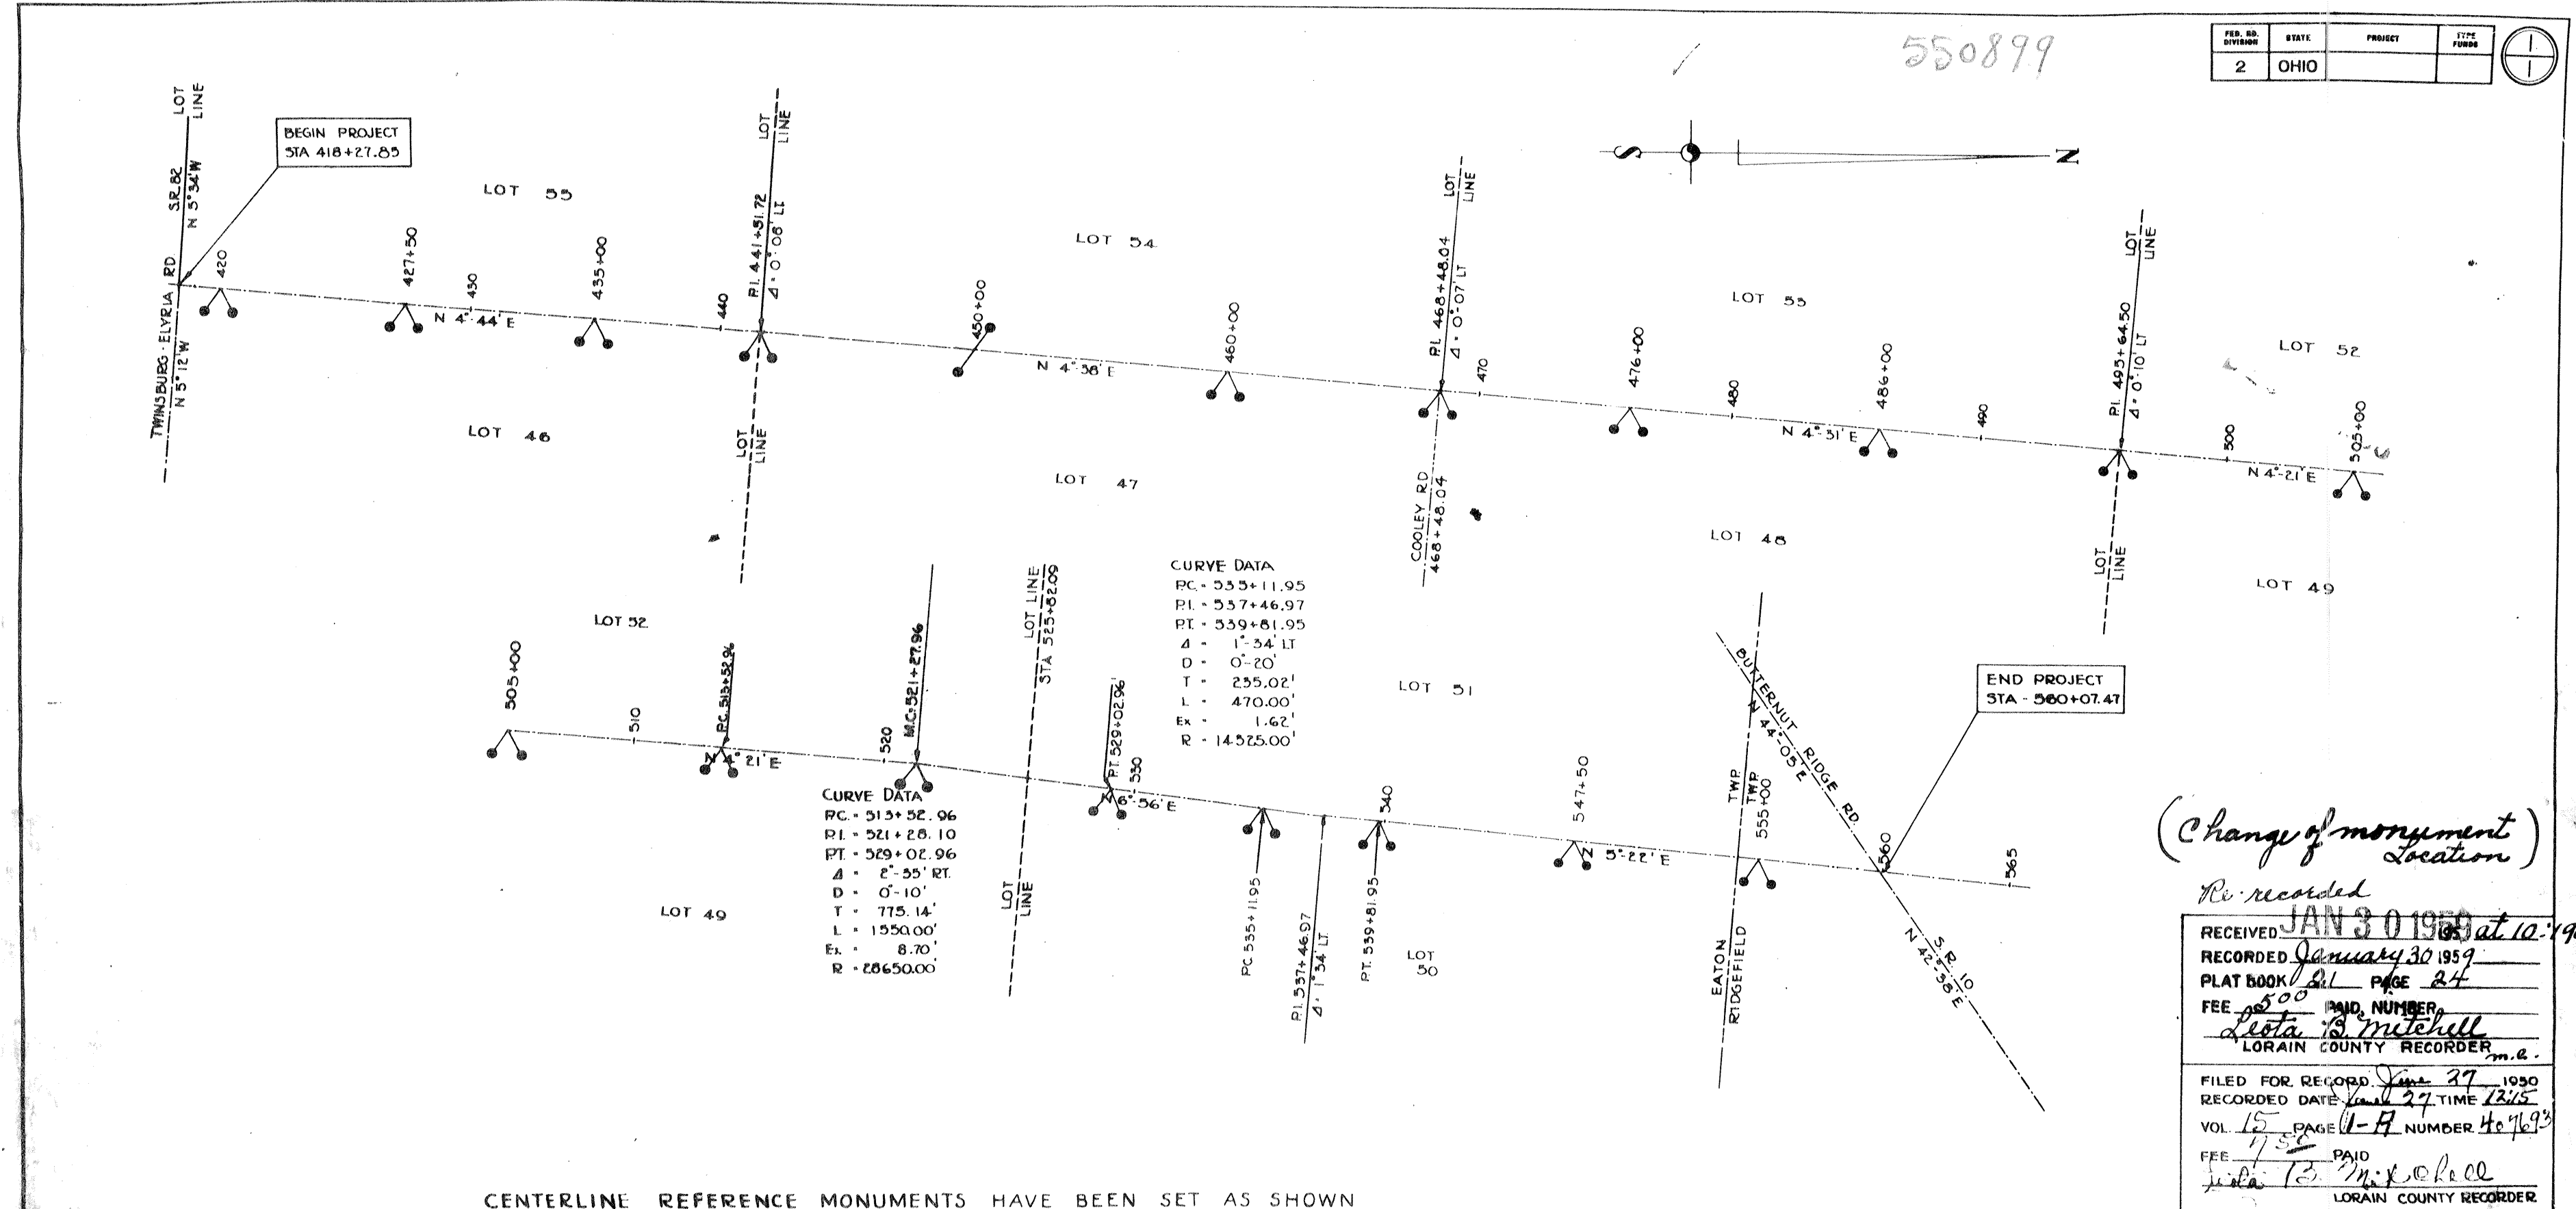 550899
FED. RD. DIVISION STATE PROJECT TYPE FUNDS
2 OHIO
LOT LINE
S.R. 82
N 5°34'W
TWINSBURG-ELYRIA RD
N 5°12'W
BEGIN PROJECT
STA 418+27.85
420
LOT 55
427+50
430
N 4°-44' E
435+00
440
LOT LINE
P.I. 441+51.72
Δ = 0°-06' LT
LOT LINE
LOT 46
450+00
LOT 54
N 4°-38' E
460+00
LOT 47
LOT LINE
P.I. 468+48.04
Δ = 0°-07' LT
COOLEY RD
468+48.04
470
S
N
LOT 53
476+00
480
N 4°-31' E
486+00
490
LOT 48
LOT LINE
P.I. 495+64.50
Δ = 0°-10' LT
LOT LINE
LOT 52
500
N 4°-21' E
505+00
LOT 49
LOT 52
505+00
510
P.C. 513+52.96
N 4° 21' E
520
M.C. = 521+27.96
CURVE DATA
P.C. = 513+52.96
P.I. = 521+28.10
P.T. = 529+02.96
Δ = 2°-35' RT.
D = 0°-10'
T = 775.14'
L = 1550.00'
Ex. = 8.70'
R = 28650.00'
LOT 49
LOT LINE
STA 525+82.09
LOT LINE
P.T. 529+02.96'
530
N 6°-56' E
CURVE DATA
P.C. = 535+11.95
P.I. = 537+46.97
P.T. = 539+81.95
Δ = 1°-34' LT
D = 0°-20'
T = 235.02'
L = 470.00'
Ex = 1.62'
R = 14325.00'
P.C. 535+11.95
P.I. 537+46.97
Δ = 1°34' LT.
P.T. 539+81.95
540
LOT 51
LOT
50
547+50
N 5°-22' E
TWP.
TWP.
EATON
RIDGEFIELD
555+00
BUTTERNUT RIDGE RD.
N 44°-05' E
560
END PROJECT
STA - 560+07.47
565
S.R. 10
N 42°-38' E
(Change of monument
Location)
Re-recorded
RECEIVED JAN 30 1959 at 10:19
RECORDED January 30 1959
PLAT BOOK 21 PAGE 24
FEE 5.00 PAID, NUMBER
Leota B. Mitchell
LORAIN COUNTY RECORDER
m.e.
FILED FOR RECORD June 27 1950
RECORDED DATE June 27 TIME 12:15
VOL. 15 PAGE 1-A NUMBER 407693
FEE PAID
Leota B. Mitchell
LORAIN COUNTY RECORDER
CENTERLINE REFERENCE MONUMENTS HAVE BEEN SET AS SHOWN